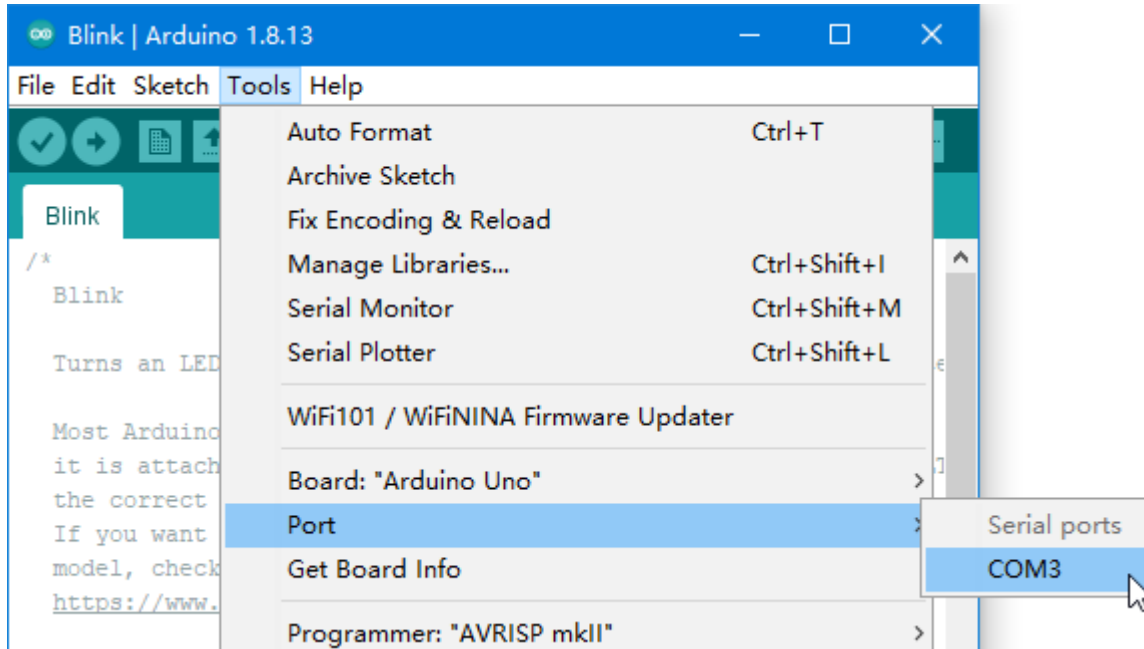 Blink | Arduino 1.8.13
File Edit Sketch Tools Help
Auto Format Ctrl+T
Archive Sketch
Blink
Fix Encoding & Reload
/*
Manage Libraries... Ctrl+Shift+I
Blink
Serial Monitor Ctrl+Shift+M
Serial Plotter Ctrl+Shift+L
Turns an LED
WiFi101 / WiFiNINA Firmware Updater
Most Arduino
it is attach
Board: "Arduino Uno"
the correct
Port Serial ports
If you want
Get Board Info COM3
model, check
https://www.
Programmer: "AVRISP mkII"